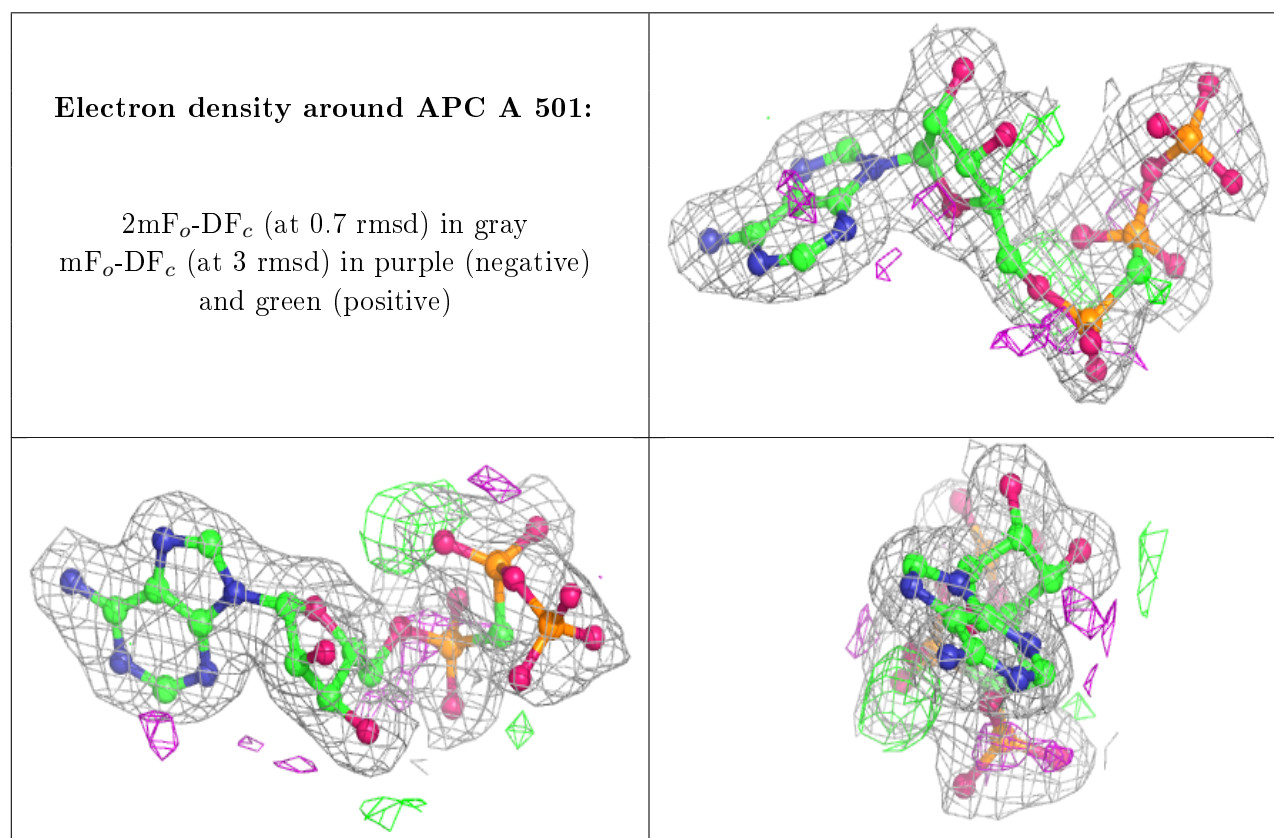 Electron density around APC A 501:
2mFo-DFc (at 0.7 rmsd) in gray
mFo-DFc (at 3 rmsd) in purple (negative)
and green (positive)